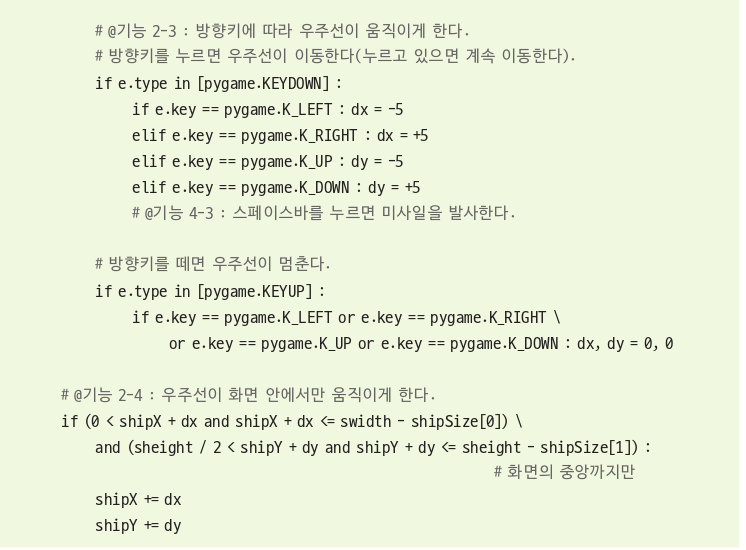 # @기능 2-3 : 방향키에 따라 우주선이 움직이게 한다.
# 방향키를 누르면 우주선이 이동한다(누르고 있으면 계속 이동한다).
if e.type in [pygame.KEYDOWN] :
if e.key == pygame.K_LEFT : dx = -5
elif e.key == pygame.K_RIGHT : dx = +5
elif e.key == pygame.K_UP : dy = -5
elif e.key == pygame.K_DOWN : dy = +5
# @기능 4-3 : 스페이스바를 누르면 미사일을 발사한다.
# 방향키를 떼면 우주선이 멈춘다.
if e.type in [pygame.KEYUP] :
if e.key == pygame.K_LEFT or e.key == pygame.K_RIGHT \
or e.key == pygame.K_UP or e.key == pygame.K_DOWN : dx, dy = 0, 0
# @기능 2-4 : 우주선이 화면 안에서만 움직이게 한다.
if (0 < shipX + dx and shipX + dx <= swidth - shipSize[0]) \
and (sheight / 2 < shipY + dy and shipY + dy <= sheight - shipSize[1]) :
# 화면의 중앙까지만
shipX += dx
shipY += dy